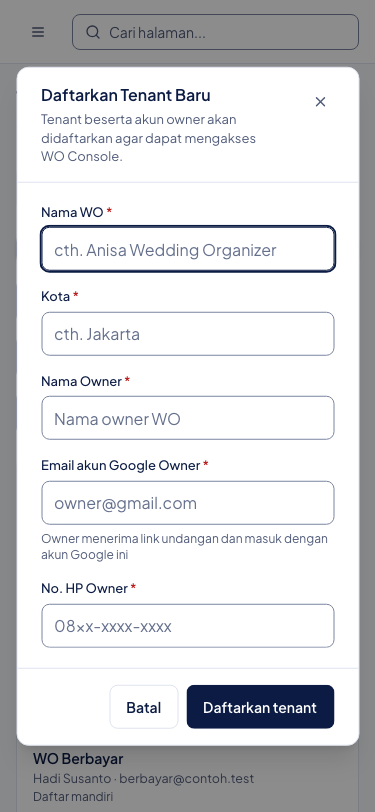 Cari halaman...
Daftarkan Tenant Baru
Tenant beserta akun owner akan
didaftarkan agar dapat mengakses
WO Console.
Nama WO *
cth. Anisa Wedding Organizer
Kota *
cth. Jakarta
Nama Owner *
Nama owner WO
Email akun Google Owner *
owner@gmail.com
Owner menerima link undangan dan masuk dengan
akun Google ini
No. HP Owner *
08xx-xxxx-xxxx
Batal
Daftarkan tenant
WO Berbayar
Hadi Susanto · berbayar@contoh.test
Daftar mandiri